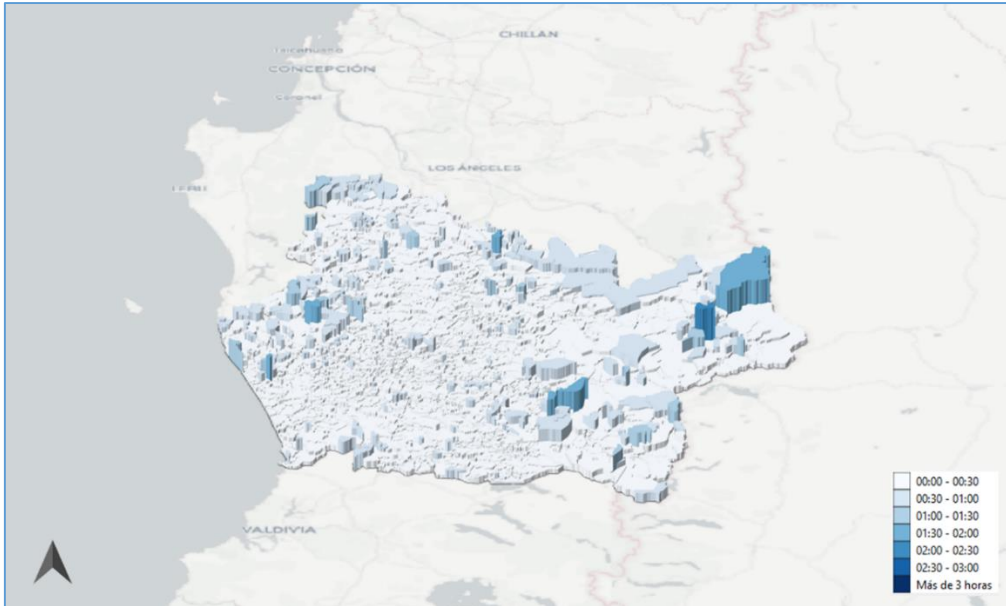 CHILLAN
Talcahuano
CONCEPCIÓN
Coronel
LOS ÁNGELES
LEBU
VALDIVIA
00:00 - 00:30
00:30 - 01:00
01:00 - 01:30
01:30 - 02:00
02:00 - 02:30
02:30 - 03:00
Más de 3 horas